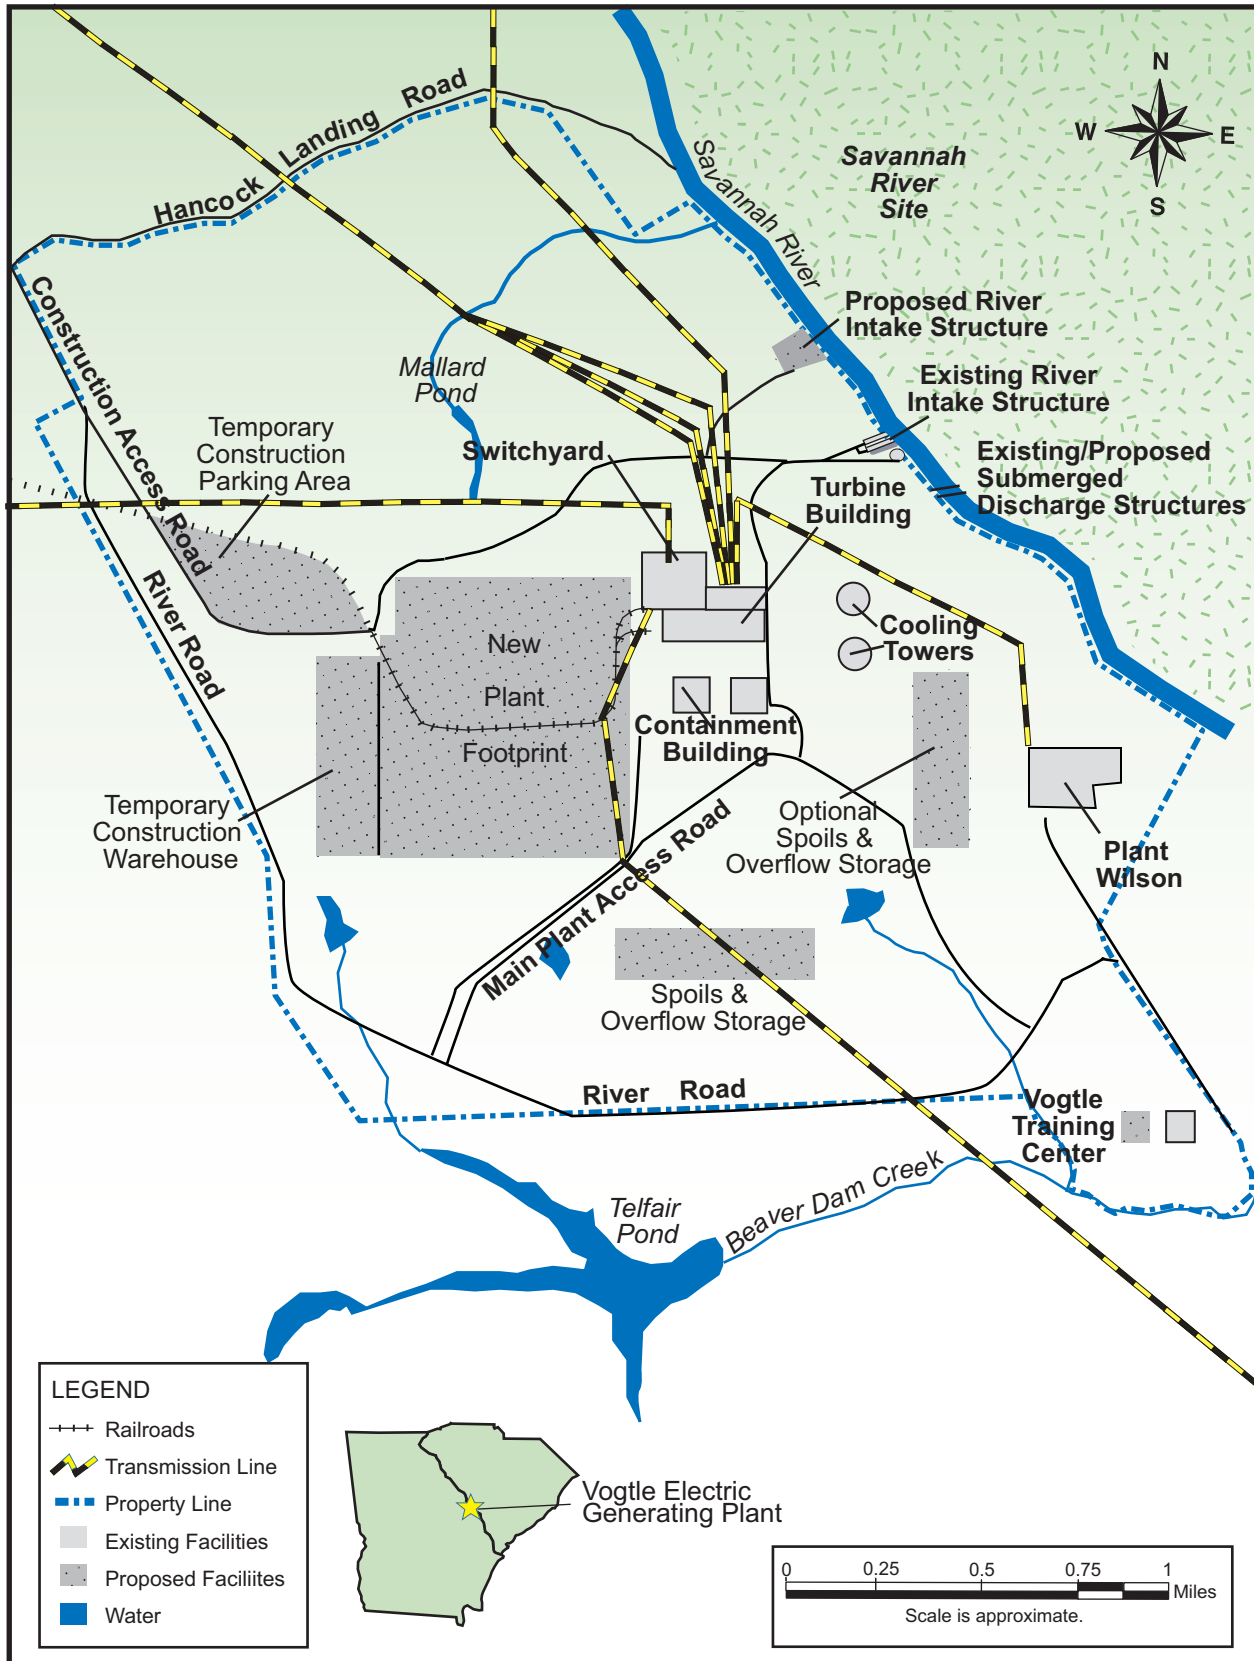 Hancock Landing Road
N
W
E
S
Savannah
River
Site
Savannah River
Construction Access Road
Proposed River
Intake Structure
Mallard
Pond
Existing River
Intake Structure
Temporary
Construction
Parking Area
Switchyard
Existing/Proposed
Submerged
Discharge Structures
Turbine
Building
River Road
Cooling
Towers
New
Plant
Footprint
Containment
Building
Temporary
Construction
Warehouse
Optional
Spoils &
Overflow Storage
Plant
Wilson
Main Plant Access Road
Spoils &
Overflow Storage
River Road
Vogtle
Training
Center
Beaver Dam Creek
Telfair
Pond
LEGEND
Railroads
Transmission Line
Property Line
Existing Facilities
Proposed Faciliites
Water
Vogtle Electric
Generating Plant
0 0.25 0.5 0.75 1
Miles
Scale is approximate.